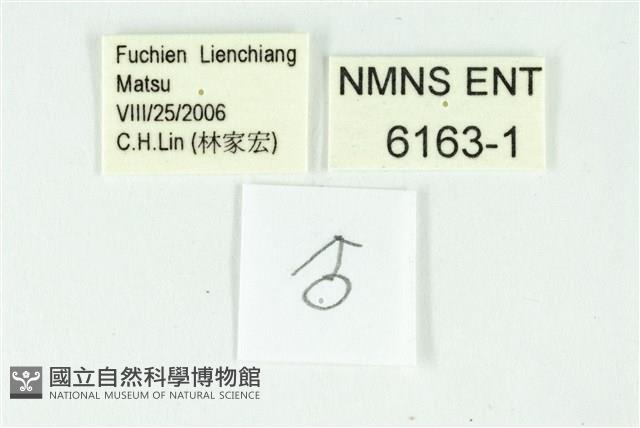 Fuchien Lienchiang
Matsu
VIII/25/2006
C.H.Lin (林家宏)
NMNS ENT
6163-1
♂
國立自然科學博物館
NATIONAL MUSEUM OF NATURAL SCIENCE